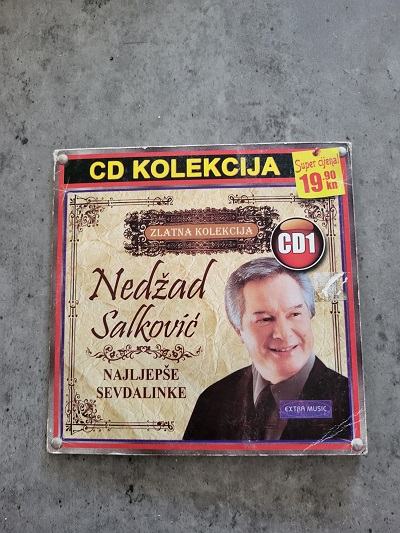 CD KOLEKCIJA
Super cijena!
19.90
kn
ZLATNA KOLEKCIJA
CD1
Nedžad
Salković
NAJLJEPŠE
SEVDALINKE
EXTRA MUSIC